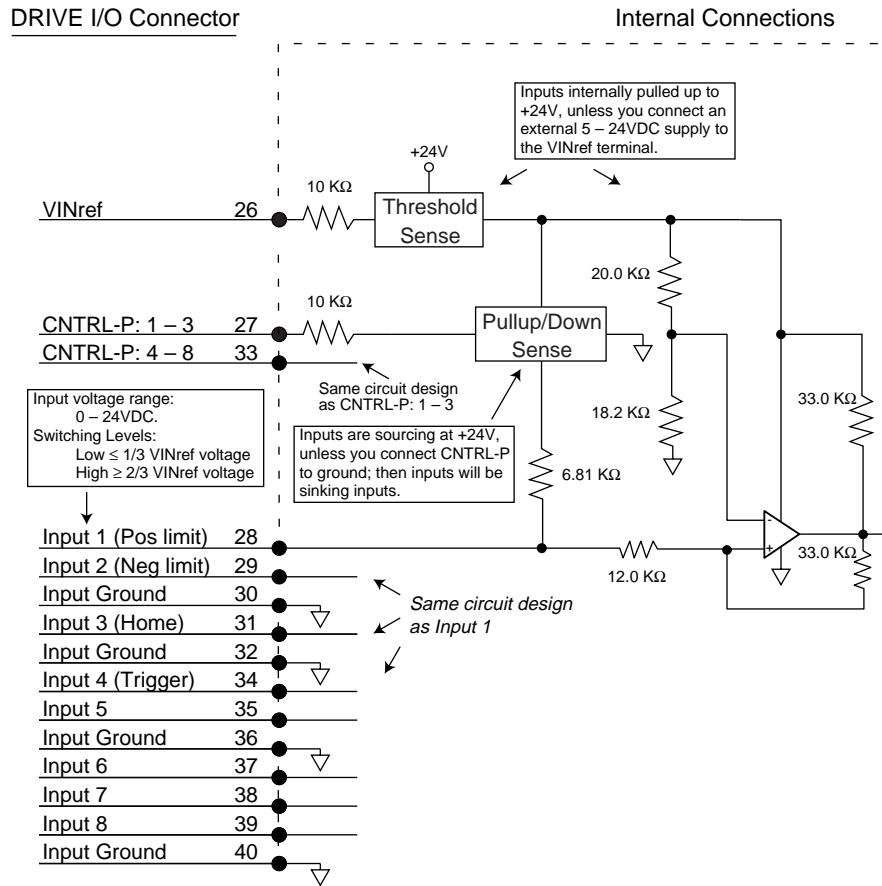 DRIVE I/O Connector
Internal Connections
Inputs internally pulled up to
+24V, unless you connect an
external 5 – 24VDC supply to
the VINref terminal.
+24V
10 KΩ
VINref 26
Threshold
Sense
20.0 KΩ
10 KΩ
CNTRL-P: 1 – 3 27
Pullup/Down
Sense
CNTRL-P: 4 – 8 33
Same circuit design
as CNTRL-P: 1 – 3
Input voltage range:
0 – 24VDC.
Switching Levels:
Low ≤ 1/3 VINref voltage
High ≥ 2/3 VINref voltage
Inputs are sourcing at +24V,
unless you connect CNTRL-P
to ground; then inputs will be
sinking inputs.
18.2 KΩ
33.0 KΩ
6.81 KΩ
Input 1 (Pos limit) 28
12.0 KΩ
-
+
33.0 KΩ
Input 2 (Neg limit) 29
Input Ground 30
Same circuit design
as Input 1
Input 3 (Home) 31
Input Ground 32
Input 4 (Trigger) 34
Input 5 35
Input Ground 36
Input 6 37
Input 7 38
Input 8 39
Input Ground 40